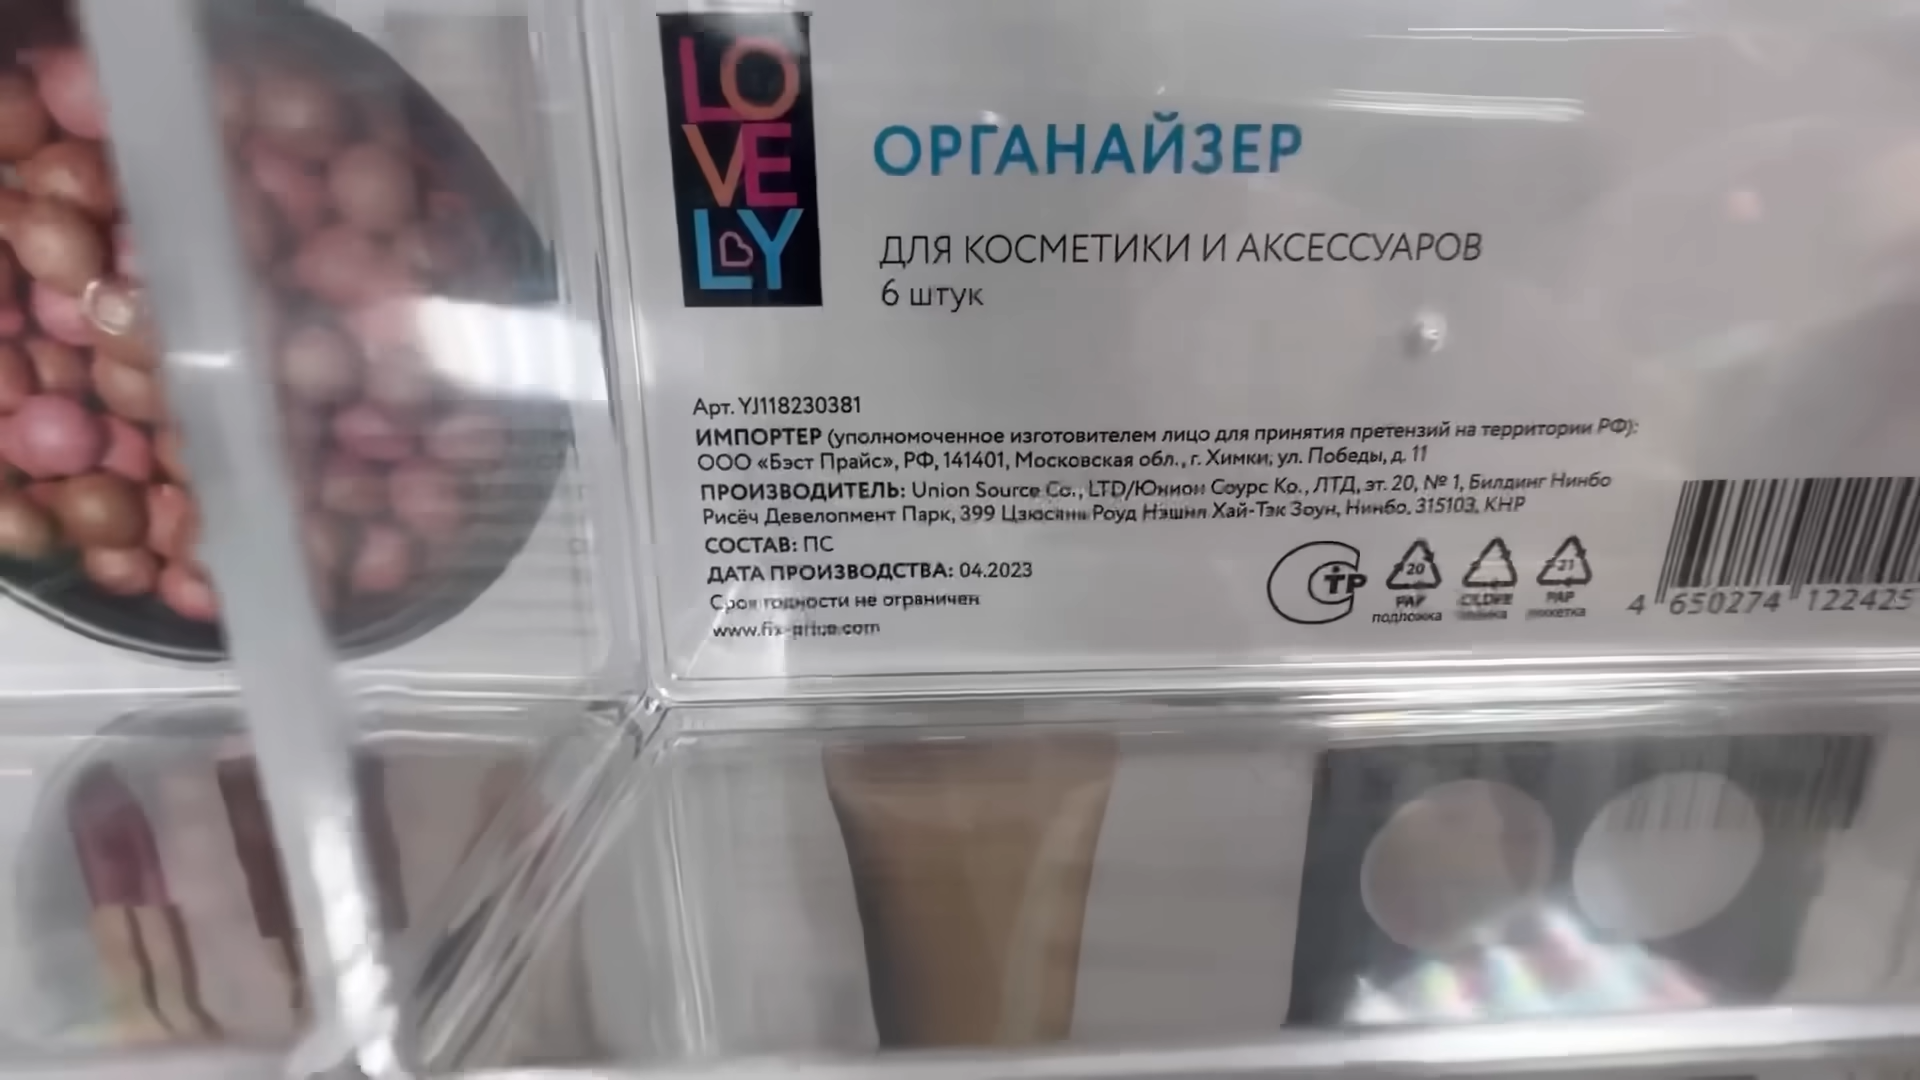 LOVELY
ОРГАНАЙЗЕР
ДЛЯ КОСМЕТИКИ И АКСЕССУАРОВ
6 штук
Арт. YJ118230381
ИМПОРТЕР (уполномоченное изготовителем лицо для принятия претензий на территории РФ):
ООО «Бэст Прайс», РФ, 141401, Московская обл., г. Химки, ул. Победы, д. 11
ПРОИЗВОДИТЕЛЬ: Union Source Co., LTD/Юнион Соурс Ко., ЛТД, эт. 20, № 1, Билдинг Нинбо
Рисёч Девелопмент Парк, 399 Роуд Нэшнл Хай-Тэк Зоун, Нинбо, 315103, КНР
СОСТАВ: ПС
ДАТА ПРОИЗВОДСТВА: 04.2023
Срок годности не ограничен
www.fix-price.com
СТР
20
PAP
подложка
21
PAP
4 650274 122425